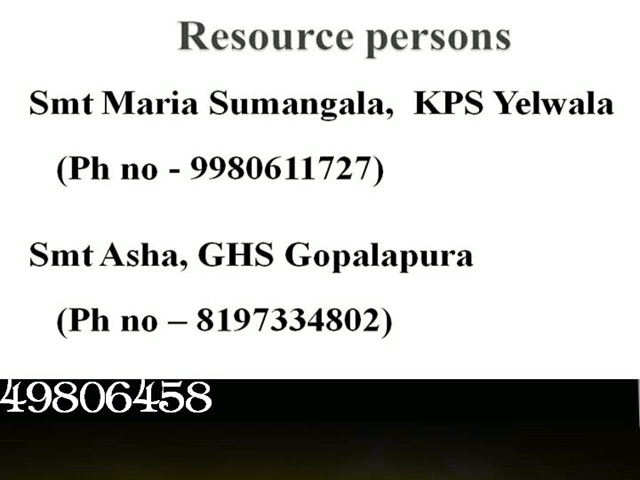 Resource persons
Smt Maria Sumangala, KPS Yelwala
(Ph no - 9980611727)
Smt Asha, GHS Gopalapura
(Ph no – 8197334802)
49806458